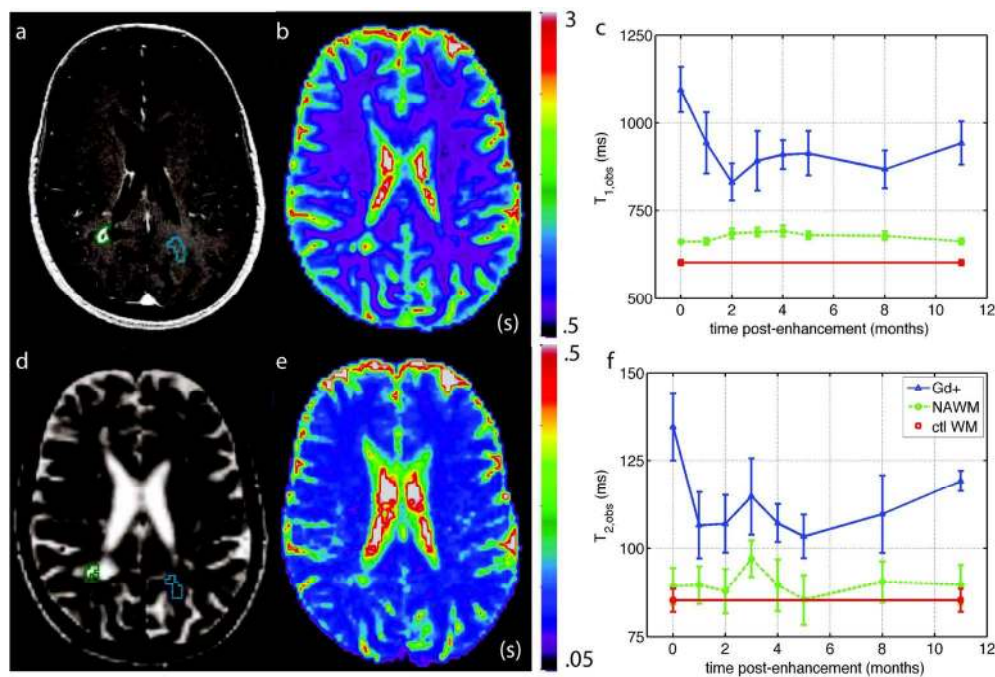 a
b
3
.5
(s)
c
1250
1000
750
500
T1,obs (ms)
0 2 4 6 8 10 12
time post-enhancement (months)
d
e
.5
.05
(s)
f
150
125
100
75
T2,obs (ms)
Gd+
NAWM
ctl WM
0 2 4 6 8 10 12
time post-enhancement (months)